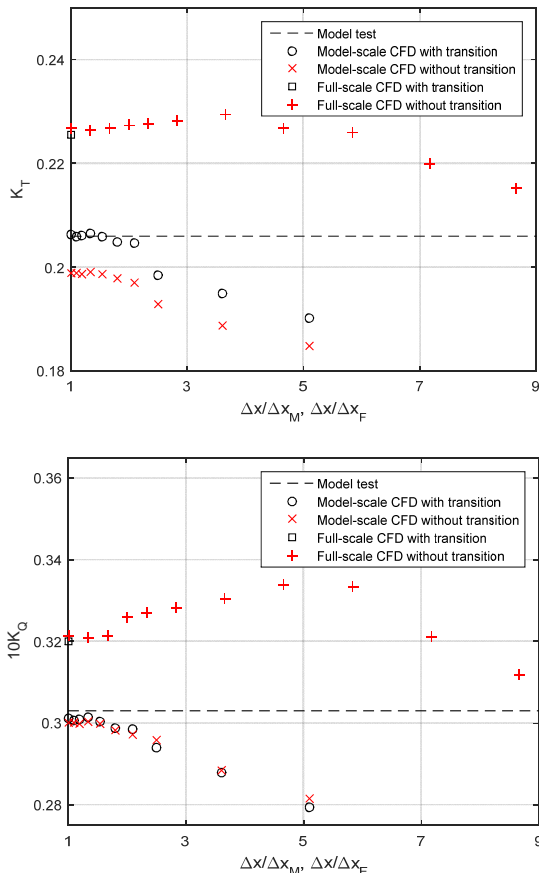 Model test
Model-scale CFD with transition
Model-scale CFD without transition
Full-scale CFD with transition
Full-scale CFD without transition
0.24
0.22
0.2
0.18
K_T
1 3 5 7 9
Δx/Δx_M, Δx/Δx_F
0.36
Model test
Model-scale CFD with transition
Model-scale CFD without transition
Full-scale CFD with transition
Full-scale CFD without transition
0.34
0.32
0.3
0.28
10K_Q
1 3 5 7 9
Δx/Δx_M, Δx/Δx_F